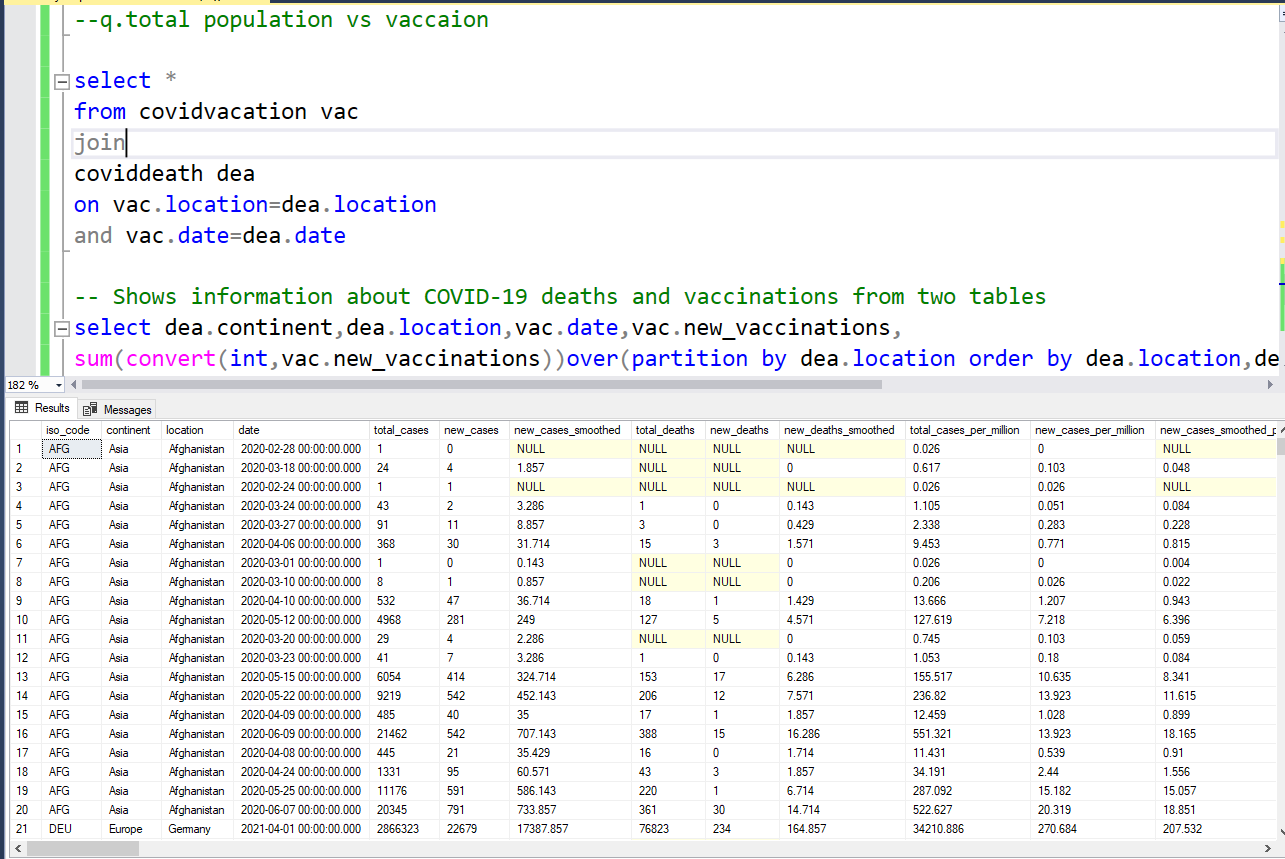 --q.total population vs vaccaion
select *
from covidvacation vac
join
coviddeath dea
on vac.location=dea.location
and vac.date=dea.date
-- Shows information about COVID-19 deaths and vaccinations from two tables
select dea.continent,dea.location,vac.date,vac.new_vaccinations,
sum(convert(int,vac.new_vaccinations))over(partition by dea.location order by dea.location,de
182 %
Results Messages
iso_code continent location date total_cases new_cases new_cases_smoothed total_deaths new_deaths new_deaths_smoothed total_cases_per_million new_cases_per_million new_cases_smoothed_p
1 AFG Asia Afghanistan 2020-02-28 00:00:00.000 1 0 NULL NULL NULL NULL 0.026 0 NULL
2 AFG Asia Afghanistan 2020-03-18 00:00:00.000 24 4 1.857 NULL NULL 0 0.617 0.103 0.048
3 AFG Asia Afghanistan 2020-02-24 00:00:00.000 1 1 NULL NULL NULL NULL 0.026 0.026 NULL
4 AFG Asia Afghanistan 2020-03-24 00:00:00.000 43 2 3.286 1 0 0.143 1.105 0.051 0.084
5 AFG Asia Afghanistan 2020-03-27 00:00:00.000 91 11 8.857 3 0 0.429 2.338 0.283 0.228
6 AFG Asia Afghanistan 2020-04-06 00:00:00.000 368 30 31.714 15 3 1.571 9.453 0.771 0.815
7 AFG Asia Afghanistan 2020-03-01 00:00:00.000 1 0 0.143 NULL NULL 0 0.026 0 0.004
8 AFG Asia Afghanistan 2020-03-10 00:00:00.000 8 1 0.857 NULL NULL 0 0.206 0.026 0.022
9 AFG Asia Afghanistan 2020-04-10 00:00:00.000 532 47 36.714 18 1 1.429 13.666 1.207 0.943
10 AFG Asia Afghanistan 2020-05-12 00:00:00.000 4968 281 249 127 5 4.571 127.619 7.218 6.396
11 AFG Asia Afghanistan 2020-03-20 00:00:00.000 29 4 2.286 NULL NULL 0 0.745 0.103 0.059
12 AFG Asia Afghanistan 2020-03-23 00:00:00.000 41 7 3.286 1 0 0.143 1.053 0.18 0.084
13 AFG Asia Afghanistan 2020-05-15 00:00:00.000 6054 414 324.714 153 17 6.286 155.517 10.635 8.341
14 AFG Asia Afghanistan 2020-05-22 00:00:00.000 9219 542 452.143 206 12 7.571 236.82 13.923 11.615
15 AFG Asia Afghanistan 2020-04-09 00:00:00.000 485 40 35 17 1 1.857 12.459 1.028 0.899
16 AFG Asia Afghanistan 2020-06-09 00:00:00.000 21462 542 707.143 388 15 16.286 551.321 13.923 18.165
17 AFG Asia Afghanistan 2020-04-08 00:00:00.000 445 21 35.429 16 0 1.714 11.431 0.539 0.91
18 AFG Asia Afghanistan 2020-04-24 00:00:00.000 1331 95 60.571 43 3 1.857 34.191 2.44 1.556
19 AFG Asia Afghanistan 2020-05-25 00:00:00.000 11176 591 586.143 220 1 6.714 287.092 15.182 15.057
20 AFG Asia Afghanistan 2020-06-07 00:00:00.000 20345 791 733.857 361 30 14.714 522.627 20.319 18.851
21 DEU Europe Germany 2021-04-01 00:00:00.000 2866323 22679 17387.857 76823 234 164.857 34210.886 270.684 207.532